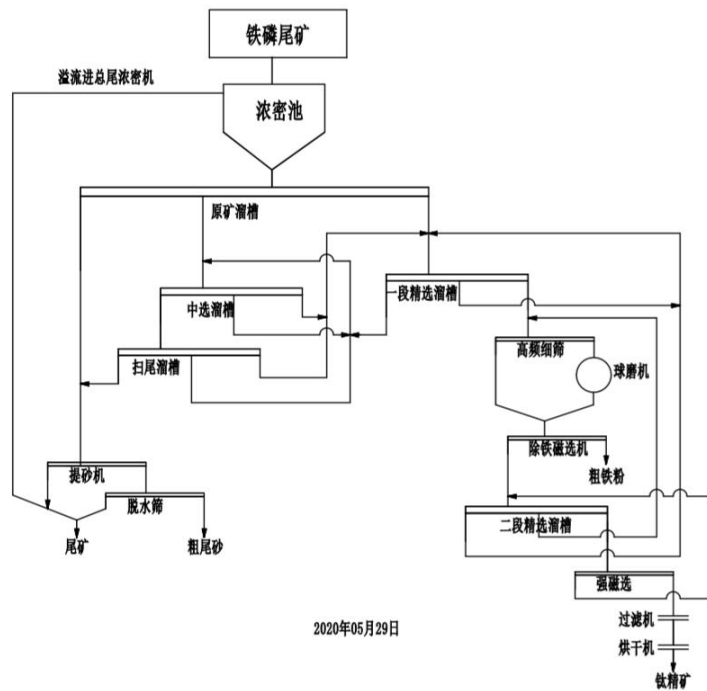 铁磷尾矿
溢流进总尾浓密机
浓密池
原矿溜槽
一段精选溜槽
中选溜槽
高频细筛
扫尾溜槽
球磨机
除铁磁选机
粗铁粉
提砂机
脱水筛
二段精选溜槽
尾矿
粗尾砂
强磁选
过滤机
2020年05月29日
烘干机
钛精矿